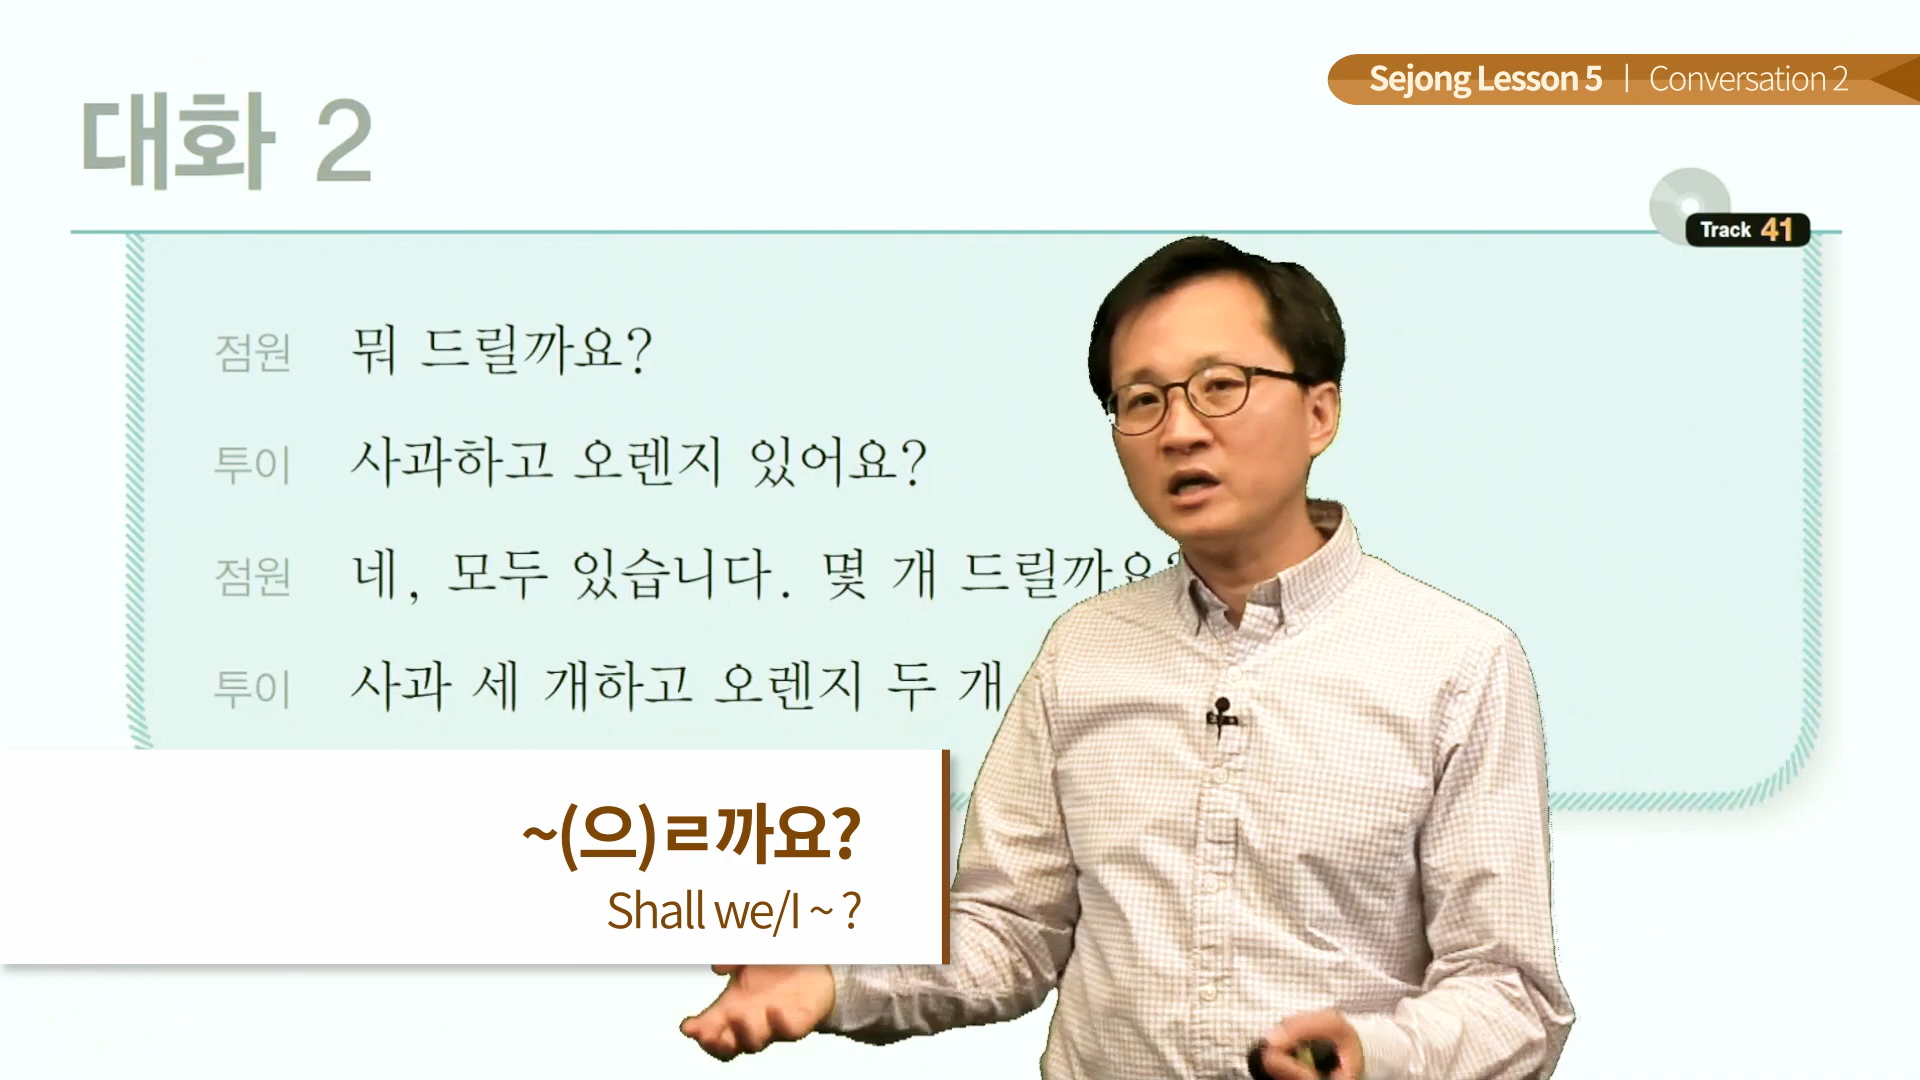 Sejong Lesson 5 | Conversation 2
대화 2
Track 41
점원 뭐 드릴까요?
투이 사과하고 오렌지 있어요?
점원 네, 모두 있습니다. 몇 개 드릴까요?
투이 사과 세 개하고 오렌지 두 개
~(으)ㄹ까요?
Shall we/I ~ ?